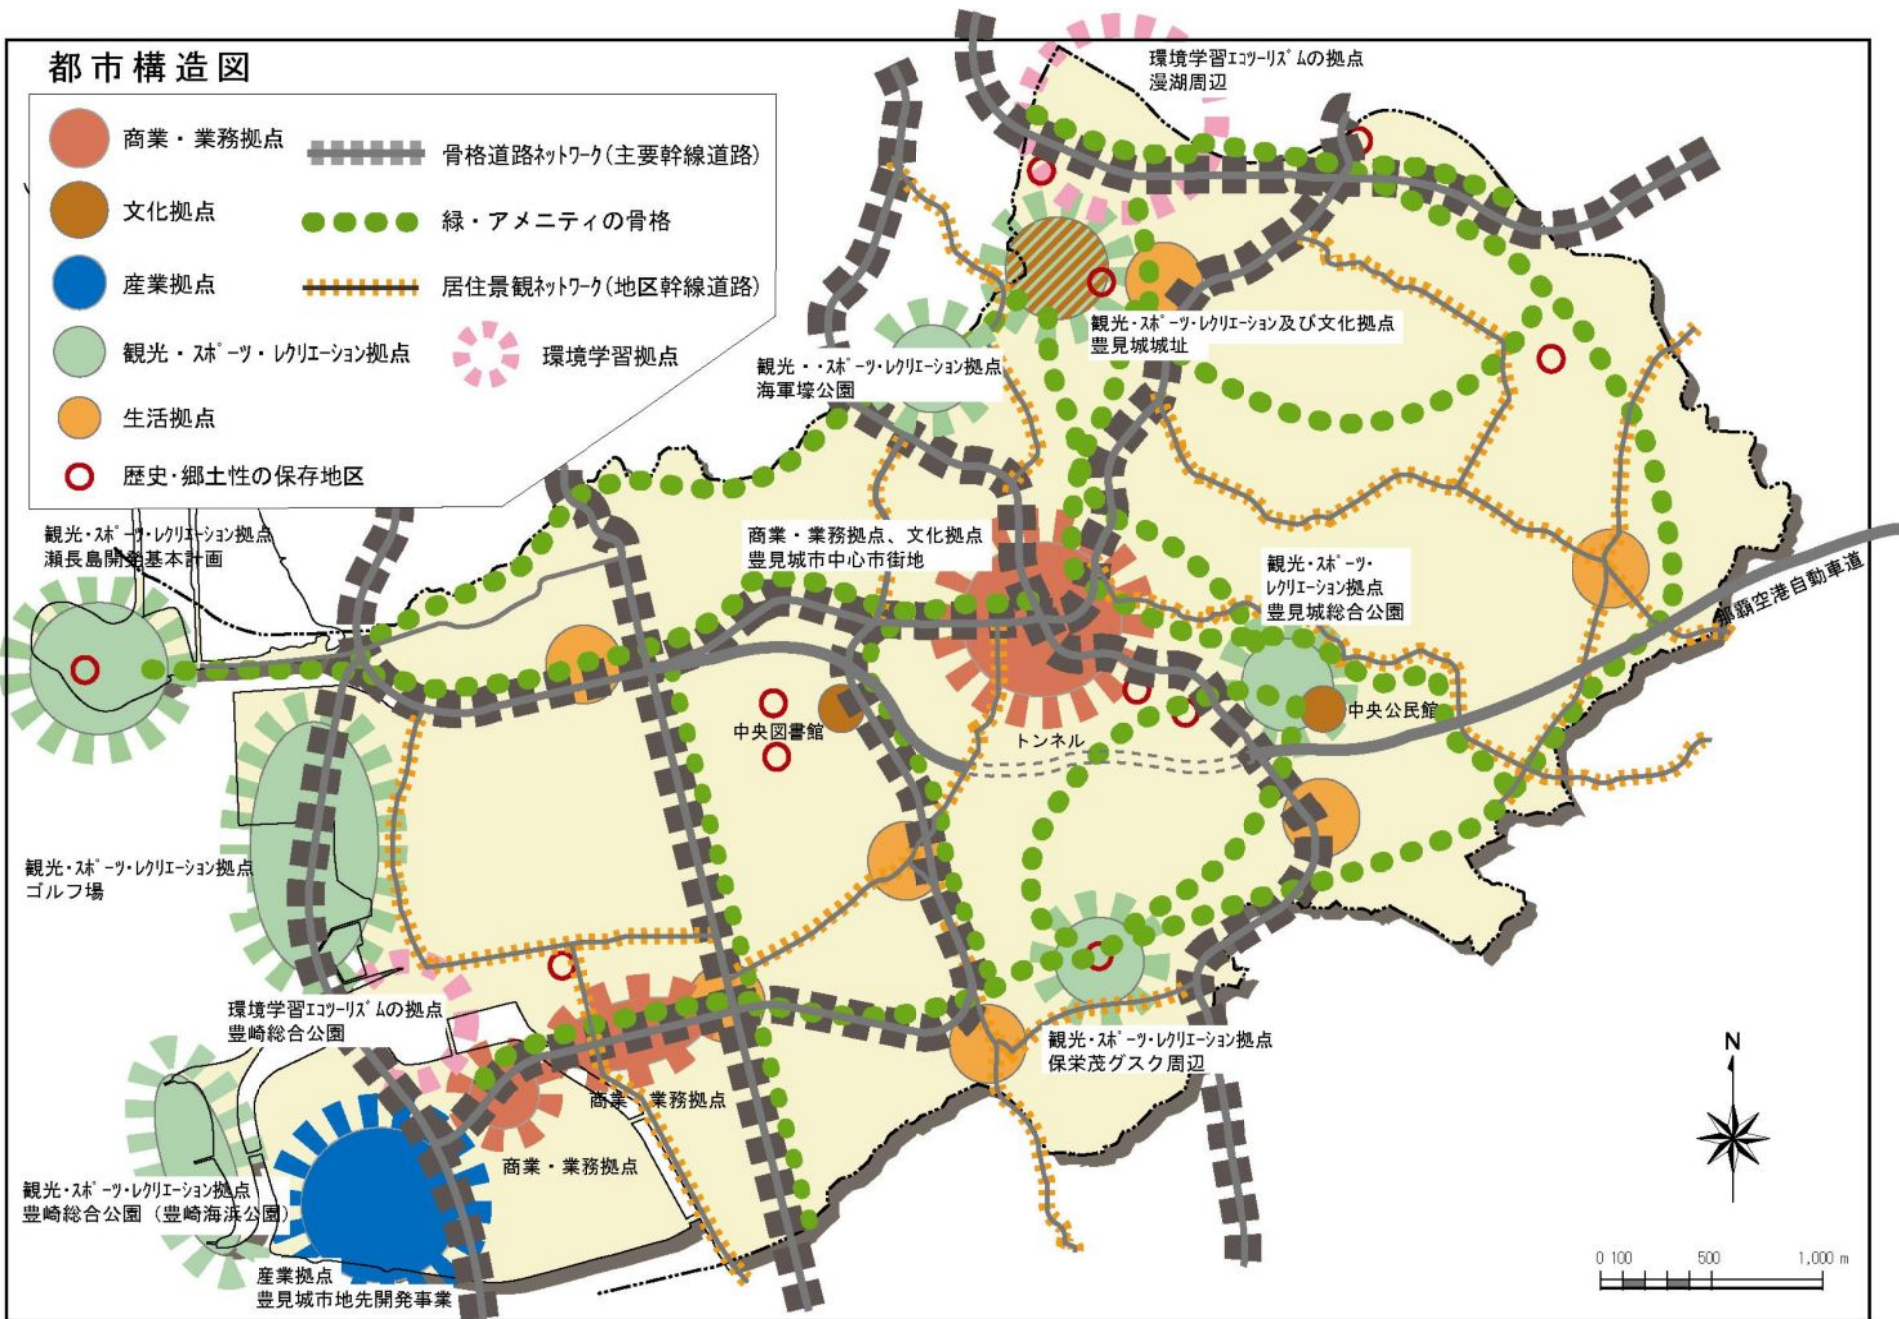 都市構造図
商業・業務拠点
文化拠点
産業拠点
観光・スポーツ・レクリエーション拠点
生活拠点
歴史・郷土性の保存地区
骨格道路ネットワーク(主要幹線道路)
緑・アメニティの骨格
居住景観ネットワーク(地区幹線道路)
環境学習拠点
環境学習エコツーリズムの拠点
漫湖周辺
観光・スポーツ・レクリエーション及び文化拠点
豊見城城址
観光・・スポーツ・レクリエーション拠点
海軍壕公園
観光・スポーツ・レクリエーション拠点
瀬長島開発基本計画
商業・業務拠点、文化拠点
豊見城市中心市街地
観光・スポーツ・
レクリエーション拠点
豊見城総合公園
那覇空港自動車道
中央図書館
トンネル
中央公民館
観光・スポーツ・レクリエーション拠点
ゴルフ場
環境学習エコツーリズムの拠点
豊崎総合公園
観光・スポーツ・レクリエーション拠点
保栄茂グスク周辺
商業・業務拠点
商業・業務拠点
観光・スポーツ・レクリエーション拠点
豊崎総合公園(豊崎海浜公園)
産業拠点
豊見城市地先開発事業
N
0 100 500 1,000 m